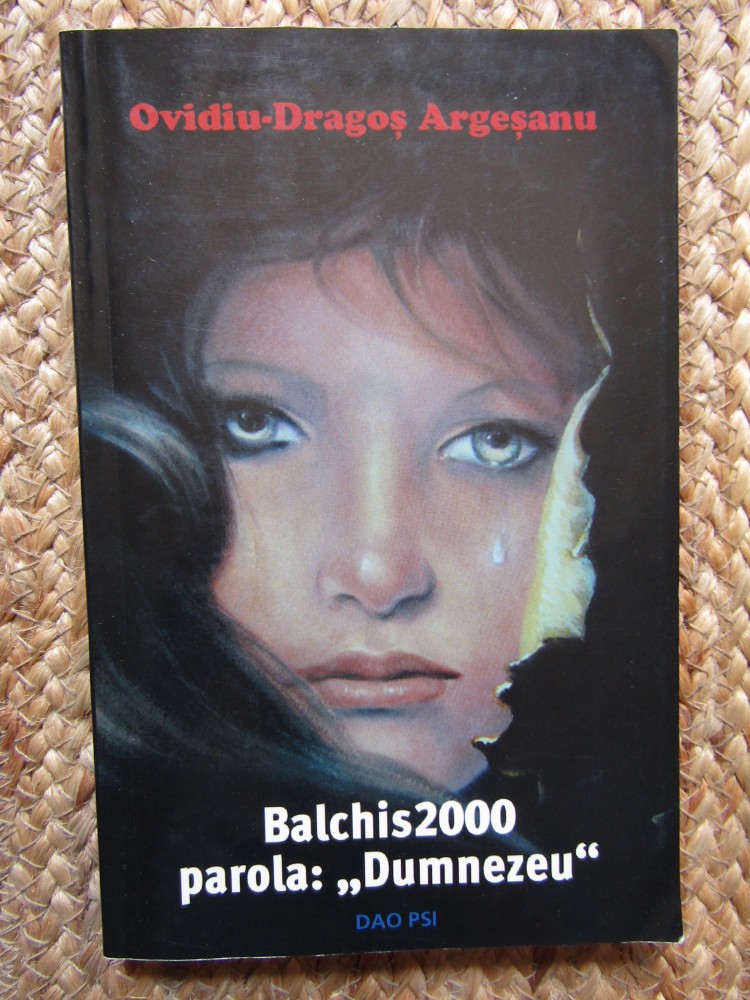 Ovidiu-Dragoș Argeșanu
Balchis2000
parola: „Dumnezeu“
DAO PSI